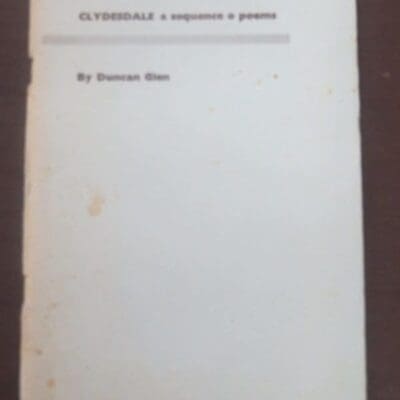 CLYDESDALE a sequence o poems
By Duncan Glen